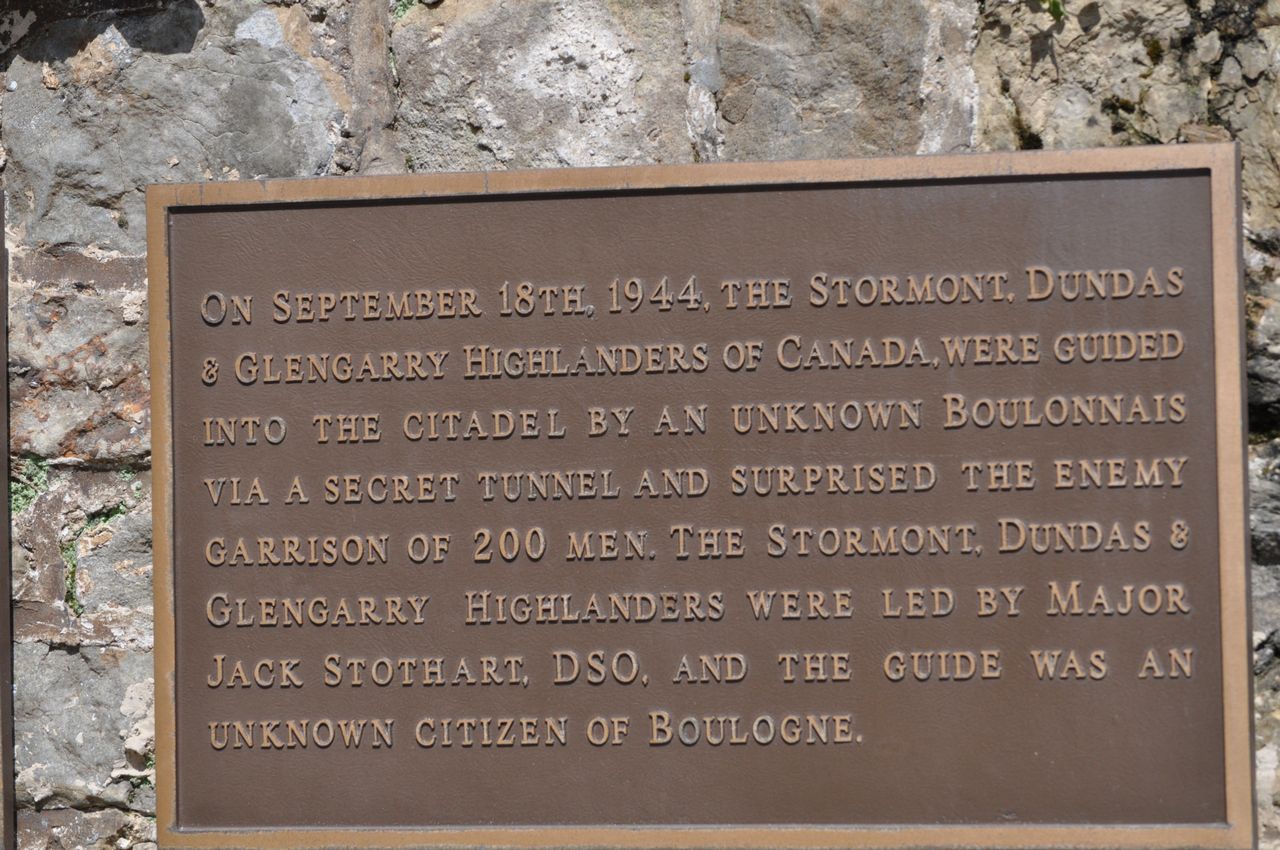 On September 18th, 1944, the Stormont, Dundas
& Glengarry Highlanders of Canada, were guided
into the citadel by an unknown Boulonnais
via a secret tunnel and surprised the enemy
garrison of 200 men. The Stormont, Dundas &
Glengarry Highlanders were led by Major
Jack Stothart, DSO, and the guide was an
unknown citizen of Boulogne.